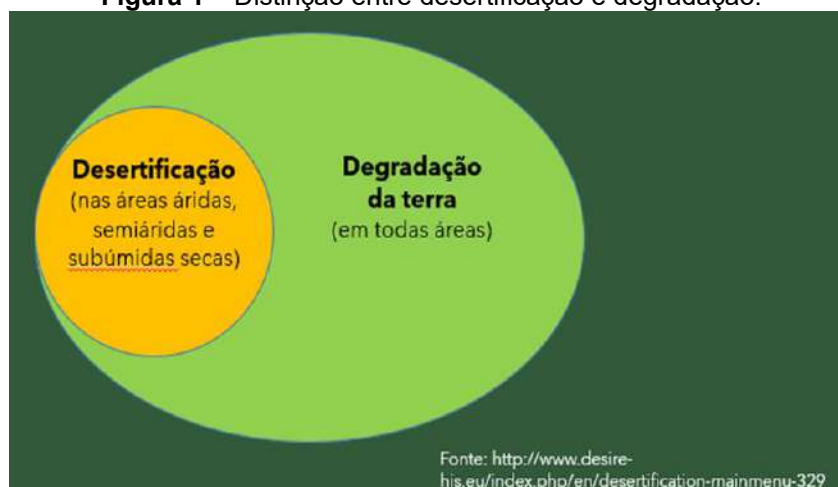 Figura 1 – Distinção entre desertificação e degradação.
Desertificação
(nas áreas áridas,
semiáridas e
subúmidas secas)
Degradação
da terra
(em todas áreas)
Fonte: http://www.desire-
his.eu/index.php/en/desertification-mainmenu-329